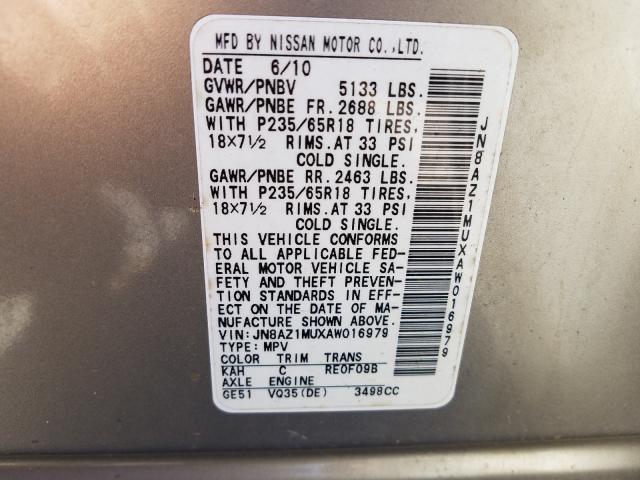 MFD BY NISSAN MOTOR CO.,LTD.
DATE 6/10
GVWR/PNBV 5133 LBS.
GAWR/PNBE FR. 2688 LBS.
WITH P235/65R18 TIRES,
18×7½ RIMS. AT 33 PSI
COLD SINGLE.
GAWR/PNBE RR. 2463 LBS.
WITH P235/65R18 TIRES,
18×7½ RIMS. AT 33 PSI
COLD SINGLE.
THIS VEHICLE CONFORMS
TO ALL APPLICABLE FED-
ERAL MOTOR VEHICLE SA-
FETY AND THEFT PREVEN-
TION STANDARDS IN EFF-
ECT ON THE DATE OF MA-
NUFACTURE SHOWN ABOVE.
VIN: JN8AZ1MUXAW016979
TYPE: MPV
COLOR TRIM TRANS
KAH C RE0F09B
AXLE ENGINE
GE51 VQ35(DE) 3498CC
JN8AZ1MUXAW016979